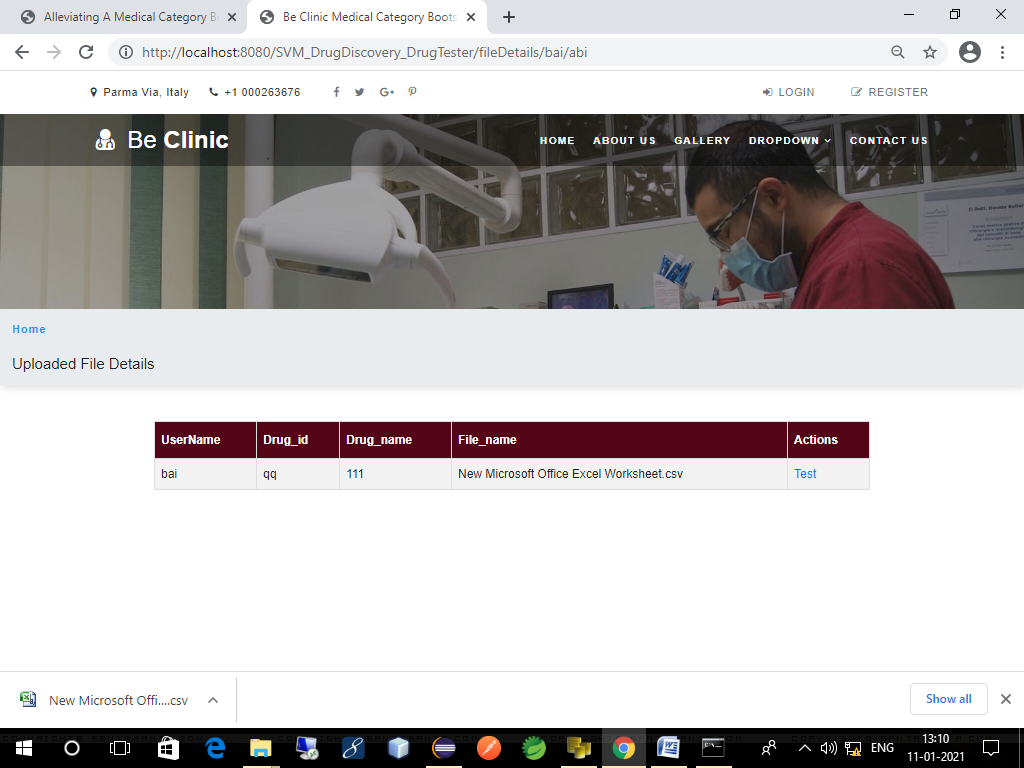 Alleviating A Medical Category B
Be Clinic Medical Category Boots
http://localhost:8080/SVM_DrugDiscovery_DrugTester/fileDetails/bai/abi
Parma Via, Italy +1 000263676 LOGIN REGISTER
Be Clinic HOME ABOUT US GALLERY DROPDOWN CONTACT US
Home
Uploaded File Details
UserName Drug_id Drug_name File_name Actions
bai qq 111 New Microsoft Office Excel Worksheet.csv Test
New Microsoft Offi....csv Show all
ENG 13:10
11-01-2021